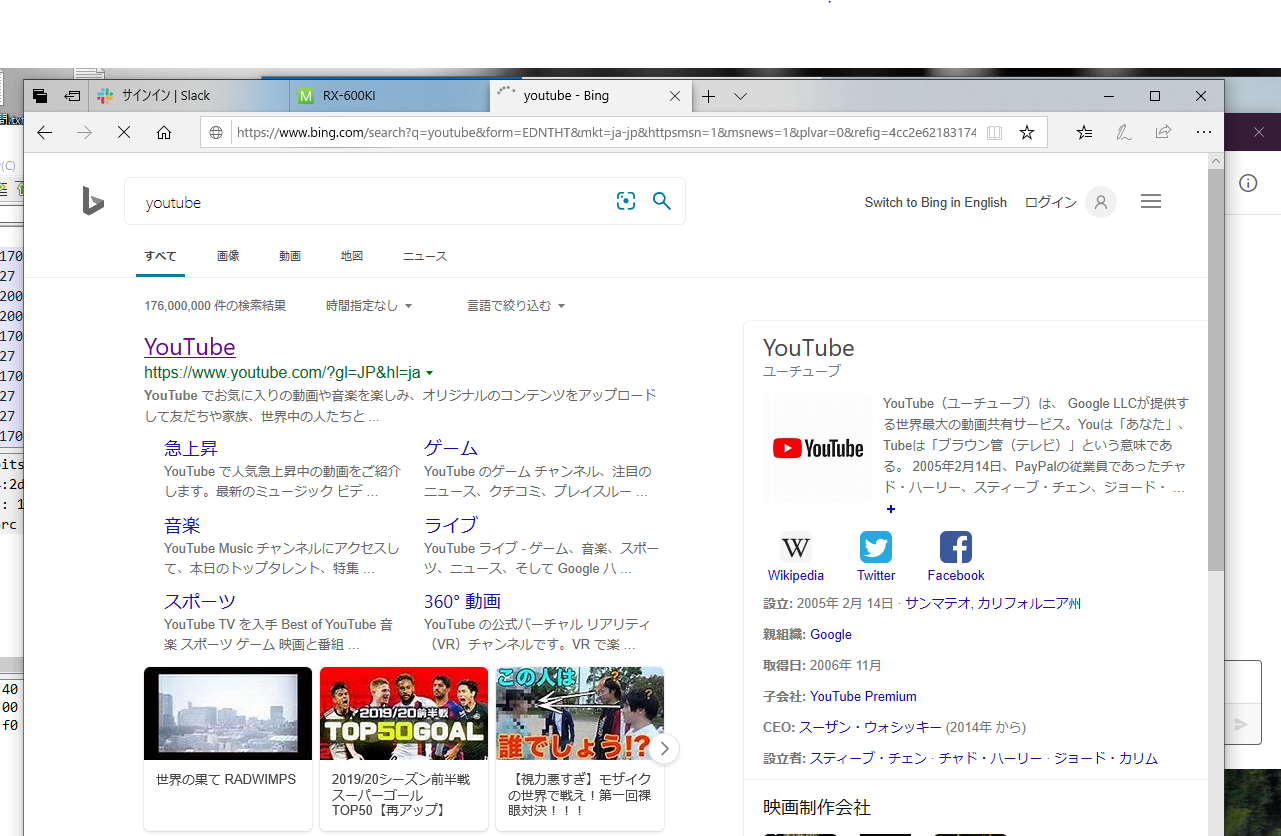 サインイン | Slack
RX-600KI
youtube - Bing
https://www.bing.com/search?q=youtube&form=EDNTHT&mkt=ja-jp&httpsmsn=1&msnews=1&plvar=0&refig=4cc2e62183174
youtube
Switch to Bing in English
ログイン
すべて
画像
動画
地図
ニュース
176,000,000 件の検索結果
時間指定なし
言語で絞り込む
YouTube
https://www.youtube.com/?gl=JP&hl=ja
YouTube でお気に入りの動画や音楽を楽しみ、オリジナルのコンテンツをアップロード
して友だちや家族、世界中の人たちと ...
急上昇
YouTube で人気急上昇中の動画をご紹介
します。最新のミュージック ビデ ...
ゲーム
YouTube のゲーム チャンネル、注目の
ニュース、クチコミ、プレイスルー ...
音楽
YouTube Music チャンネルにアクセスし
て、本日のトップタレント、特集 ...
ライブ
YouTube ライブ - ゲーム、音楽、スポー
ツ、ニュース、そして Google ハ ...
スポーツ
YouTube TV を入手 Best of YouTube 音
楽 スポーツ ゲーム 映画と番組 ...
360° 動画
YouTube の公式バーチャル リアリティ
（VR）チャンネルです。VR で楽 ...
2019/20前半戦
TOP50GOAL
この人は
誰でしょう!?
世界の果て RADWIMPS
2019/20シーズン前半戦
スーパーゴール
TOP50【再アップ】
【視力悪すぎ】モザイク
の世界で戦え！第一回裸
眼対決！！！
YouTube
ユーチューブ
YouTube
YouTube（ユーチューブ）は、 Google LLCが提供す
る世界最大の動画共有サービス。Youは「あなた」、
Tubeは「ブラウン管（テレビ）」という意味であ
る。 2005年2月14日、PayPalの従業員であったチャ
ド・ハーリー、スティーブ・チェン、ジョード・ ...
W
Wikipedia
Twitter
Facebook
設立: 2005年 2月 14日 · サンマテオ, カリフォルニア州
親組織: Google
取得日: 2006年 11月
子会社: YouTube Premium
CEO: スーザン・ウォシッキー (2014年 から)
設立者: スティーブ・チェン · チャド・ハーリー · ジョード・カリム
映画制作会社
(C)
170
27
200
200
170
27
170
27
27
170
bits
:2d
: 1
rc
40
00
f0